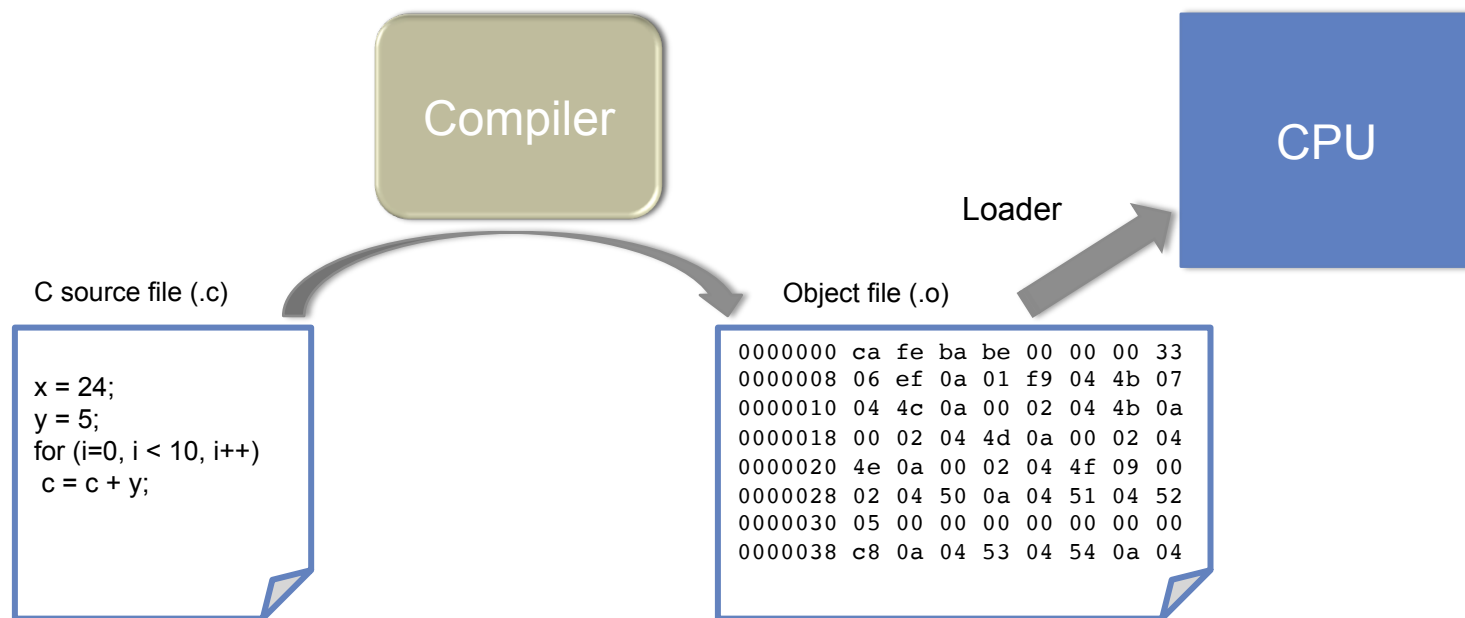 Compiler
CPU
Loader
C source file (.c)
Object file (.o)
x = 24;
y = 5;
for (i=0, i < 10, i++)
c = c + y;
0000000 ca fe ba be 00 00 00 33
0000008 06 ef 0a 01 f9 04 4b 07
0000010 04 4c 0a 00 02 04 4b 0a
0000018 00 02 04 4d 0a 00 02 04
0000020 4e 0a 00 02 04 4f 09 00
0000028 02 04 50 0a 04 51 04 52
0000030 05 00 00 00 00 00 00 00
0000038 c8 0a 04 53 04 54 0a 04